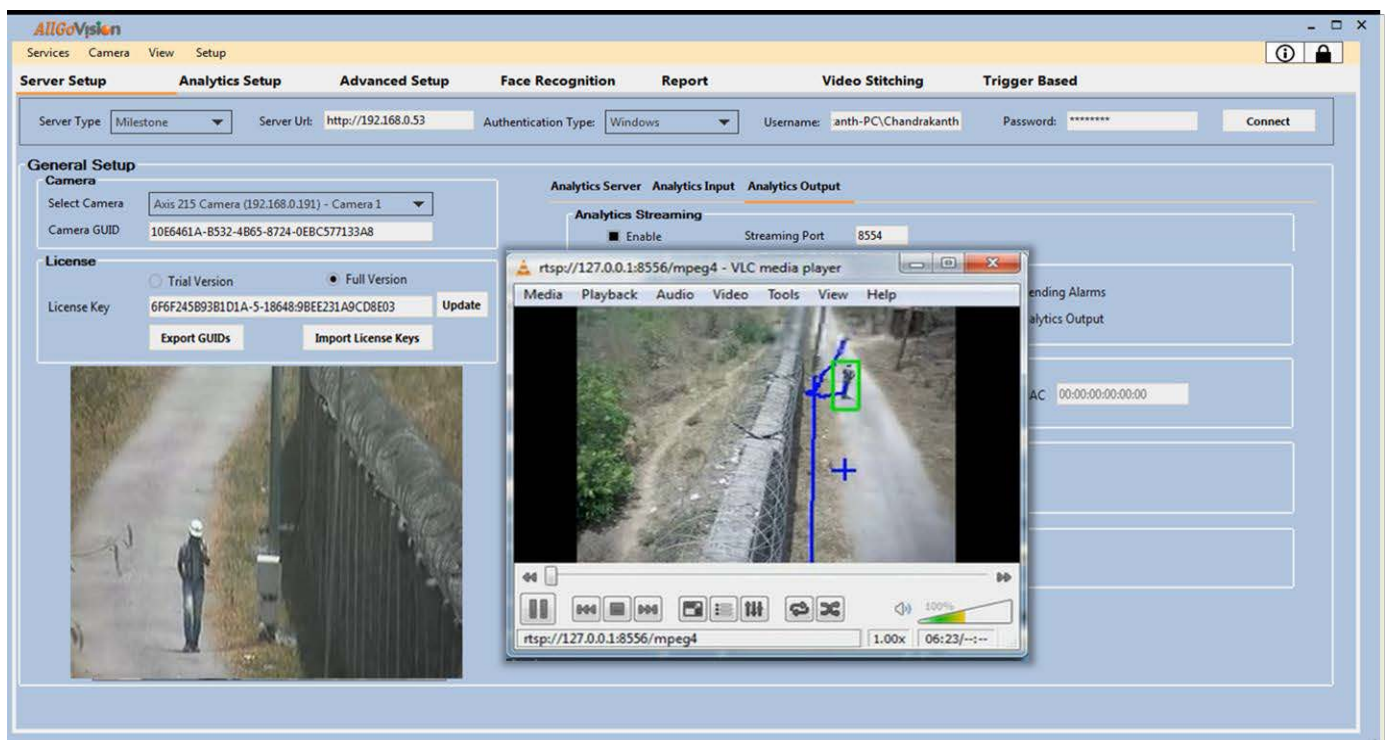 AllGoVision
Services Camera View Setup
Server Setup Analytics Setup Advanced Setup Face Recognition Report Video Stitching Trigger Based
Server Type Milestone Server Url: http://192.168.0.53 Authentication Type: Windows Username: anth-PC\Chandrakanth Password: ******** Connect
General Setup
Camera
Select Camera Axis 215 Camera (192.168.0.191) - Camera 1
Camera GUID 10E6461A-B532-4B65-8724-0EBC577133A8
License
Trial Version Full Version
License Key 6F6F245B93B1D1A-5-18648:9BEE231A9CD8E03 Update
Export GUIDs Import License Keys
Analytics Server Analytics Input Analytics Output
Analytics Streaming
Enable Streaming Port 8554
ending Alarms
alytics Output
AC 00:00:00:00:00:00
rtsp://127.0.0.1:8556/mpeg4 - VLC media player
Media Playback Audio Video Tools View Help
100%
rtsp://127.0.0.1:8556/mpeg4 1.00x 06:23/--:--